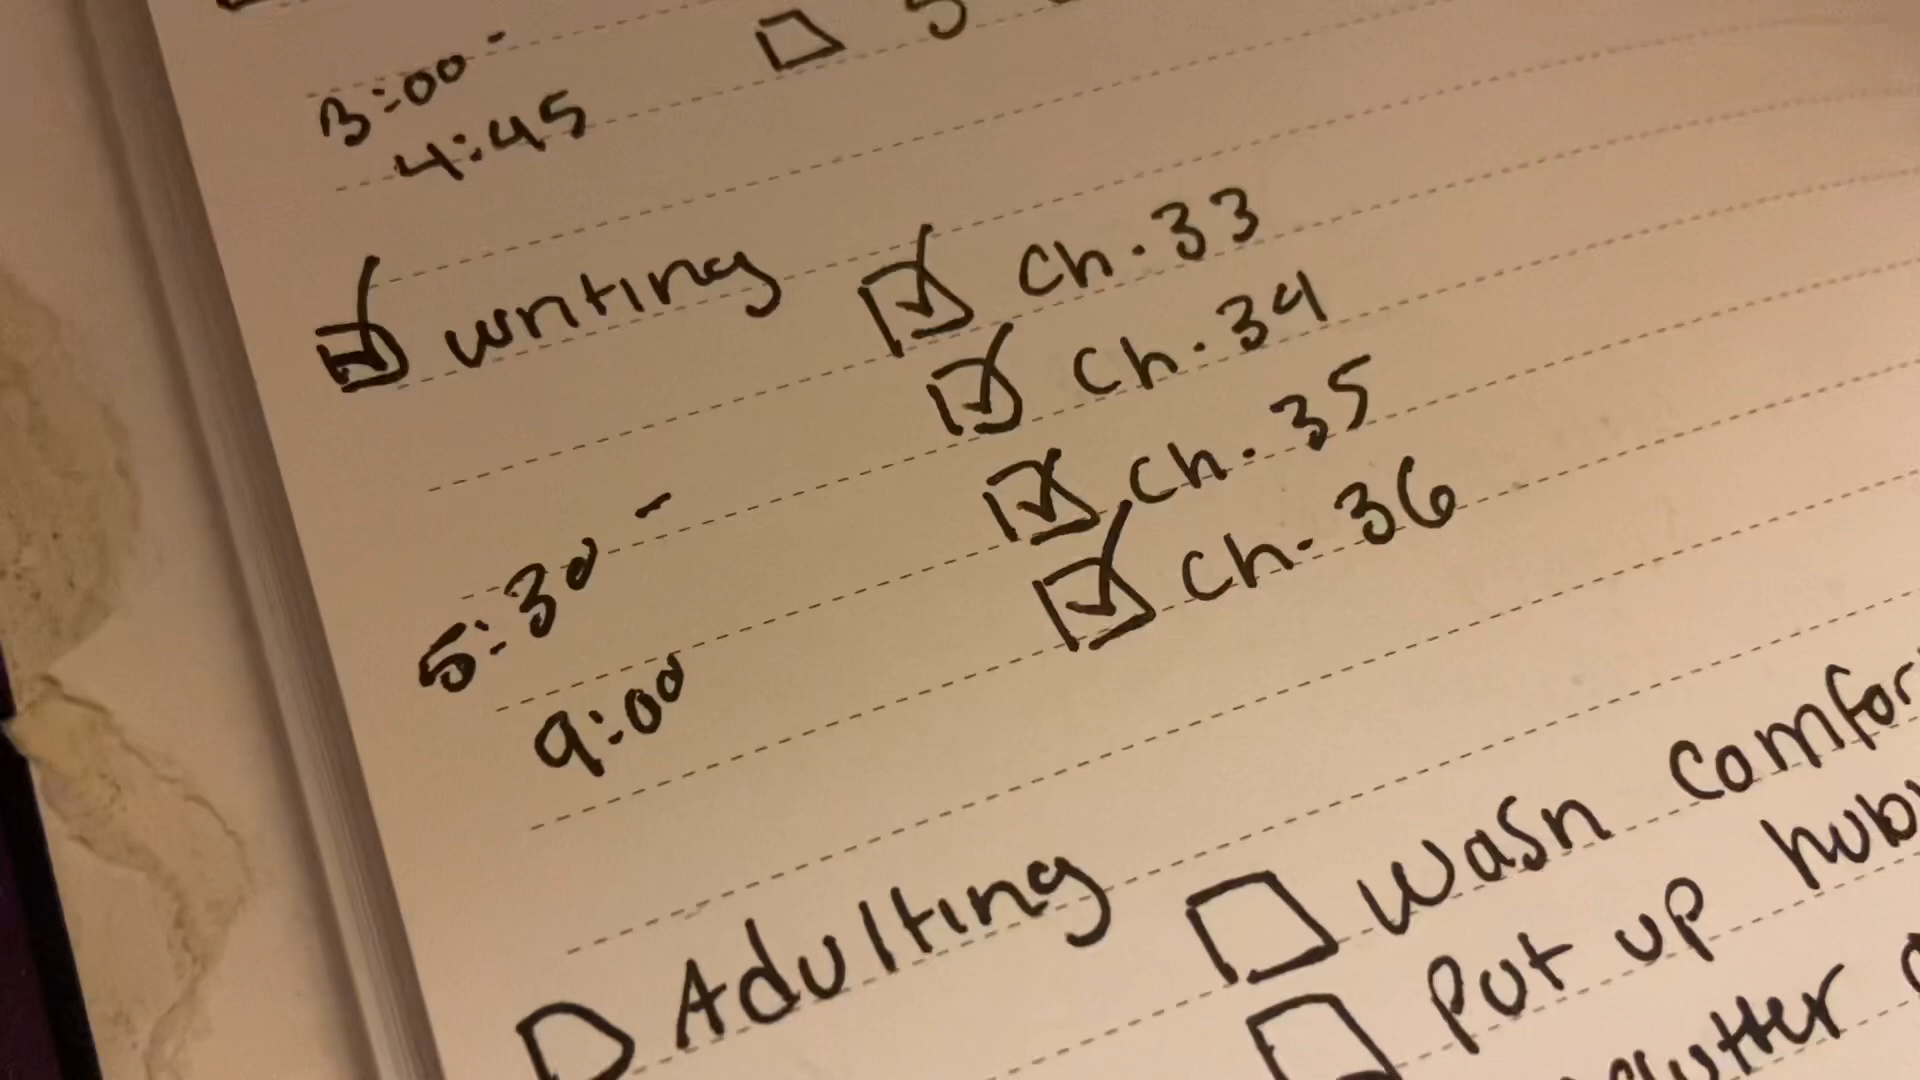 3:00 -
4:45
5
writing
Ch. 33
Ch. 34
Ch. 35
5:30 -
Ch. 36
9:00
Adulting
Wash
Put up